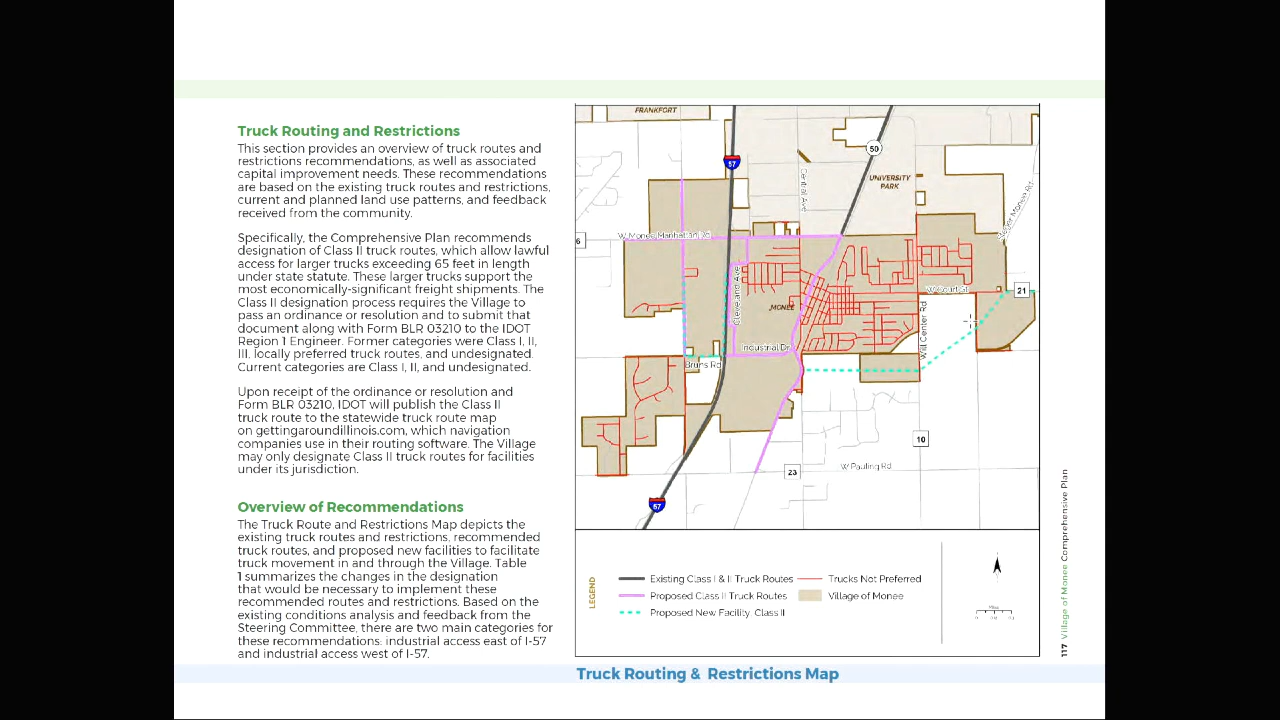 Truck Routing and Restrictions
This section provides an overview of truck routes and
restrictions recommendations, as well as associated
capital improvement needs. These recommendations
are based on the existing truck routes and restrictions,
current and planned land use patterns, and feedback
received from the community.
Specifically, the Comprehensive Plan recommends
designation of Class II truck routes, which allow lawful
access for larger trucks exceeding 65 feet in length
under state statute. These larger trucks support the
most economically-significant freight shipments. The
Class II designation process requires the Village to
pass an ordinance or resolution and to submit that
document along with Form BLR 03210 to the IDOT
Region 1 Engineer. Former categories were Class I, II,
III, locally preferred truck routes, and undesignated.
Current categories are Class I, II, and undesignated.
Upon receipt of the ordinance or resolution and
Form BLR 03210, IDOT will publish the Class II
truck route to the statewide truck route map
on gettingaroundillinois.com, which navigation
companies use in their routing software. The Village
may only designate Class II truck routes for facilities
under its jurisdiction.
Overview of Recommendations
The Truck Route and Restrictions Map depicts the
existing truck routes and restrictions, recommended
truck routes, and proposed new facilities to facilitate
truck movement in and through the Village. Table
1 summarizes the changes in the designation
that would be necessary to implement these
recommended routes and restrictions. Based on the
existing conditions analysis and feedback from the
Steering Committee, there are two main categories for
these recommendations: industrial access east of I-57
and industrial access west of I-57.
FRANKFORT
57
50
UNIVERSITY
PARK
Central Ave
Steger Monee Rd
6
W Monee Manhattan Rd
Cleveland Ave
W Court St
21
MONEE
Will Center Rd
Industrial Dr
Bruns Rd
10
23
W Pauling Rd
57
LEGEND
Existing Class I & II Truck Routes
Proposed Class II Truck Routes
Proposed New Facility, Class II
Trucks Not Preferred
Village of Monee
Miles
117 Village of Monee Comprehensive Plan
Truck Routing & Restrictions Map